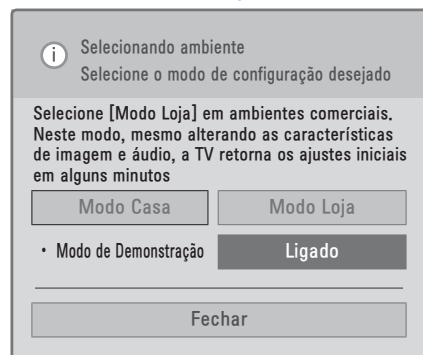 Selecionando ambiente
Selecione o modo de configuração desejado
Selecione [Modo Loja] em ambientes comerciais.
Neste modo, mesmo alterando as características
de imagem e áudio, a TV retorna os ajustes iniciais
em alguns minutos
Modo Casa Modo Loja
• Modo de Demonstração Ligado
Fechar